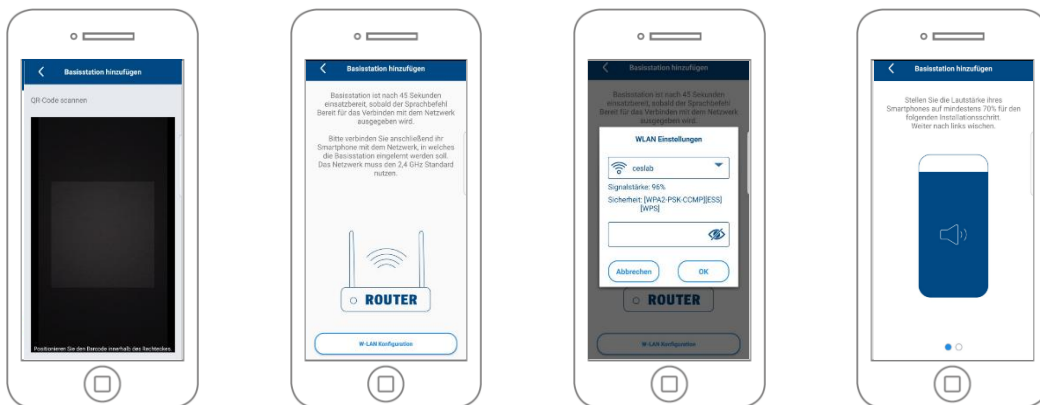 Basisstation hinzufügen
QR-Code scannen
Positionieren Sie den Barcode innerhalb des Rechteckes.
Basisstation hinzufügen
Basisstation ist nach 45 Sekunden
einsatzbereit, sobald der Sprachbefehl
Bereit für das Verbinden mit dem Netzwerk
ausgegeben wird.
Bitte verbinden Sie anschließend ihr
Smartphone mit dem Netzwerk, in welches
die Basisstation eingelernt werden soll.
Das Netzwerk muss den 2,4 GHz Standard
nutzen.
ROUTER
W-LAN Konfiguration
Basisstation hinzufügen
Basisstation ist nach 45 Sekunden
einsatzbereit, sobald der Sprachbefehl
Bereit für das Verbinden mit dem Netzwerk
ausgegeben wird.
WLAN Einstellungen
ceslab
Signalstärke: 96%
Sicherheit: [WPA2-PSK-CCMP][ESS]
[WPS]
Abbrechen OK
ROUTER
W-LAN Konfiguration
Basisstation hinzufügen
Stellen Sie die Lautstärke ihres
Smartphones auf mindestens 70% für den
folgenden Installationsschritt.
Weiter nach links wischen.